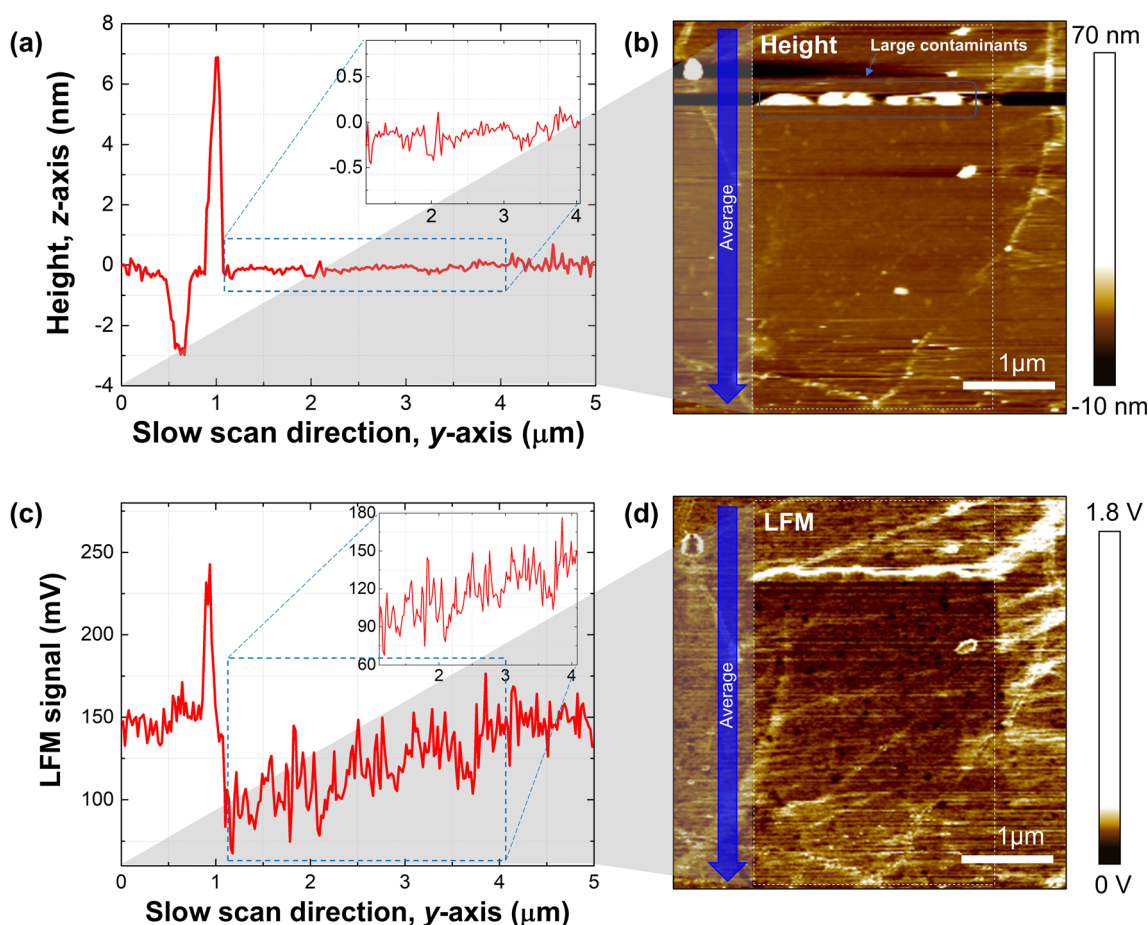 (a)
Height, z-axis (nm)
8
6
4
2
0
-2
-4
0.5
0.0
-0.5
2
3
4
0
1
2
3
4
5
Slow scan direction, y-axis (μm)
(b)
Height
Large contaminants
Average
1μm
70 nm
-10 nm
(c)
LFM signal (mV)
250
200
150
100
150
120
90
60
2
3
4
0
1
2
3
4
5
Slow scan direction, y-axis (μm)
(d)
LFM
Average
1μm
1.8 V
0 V